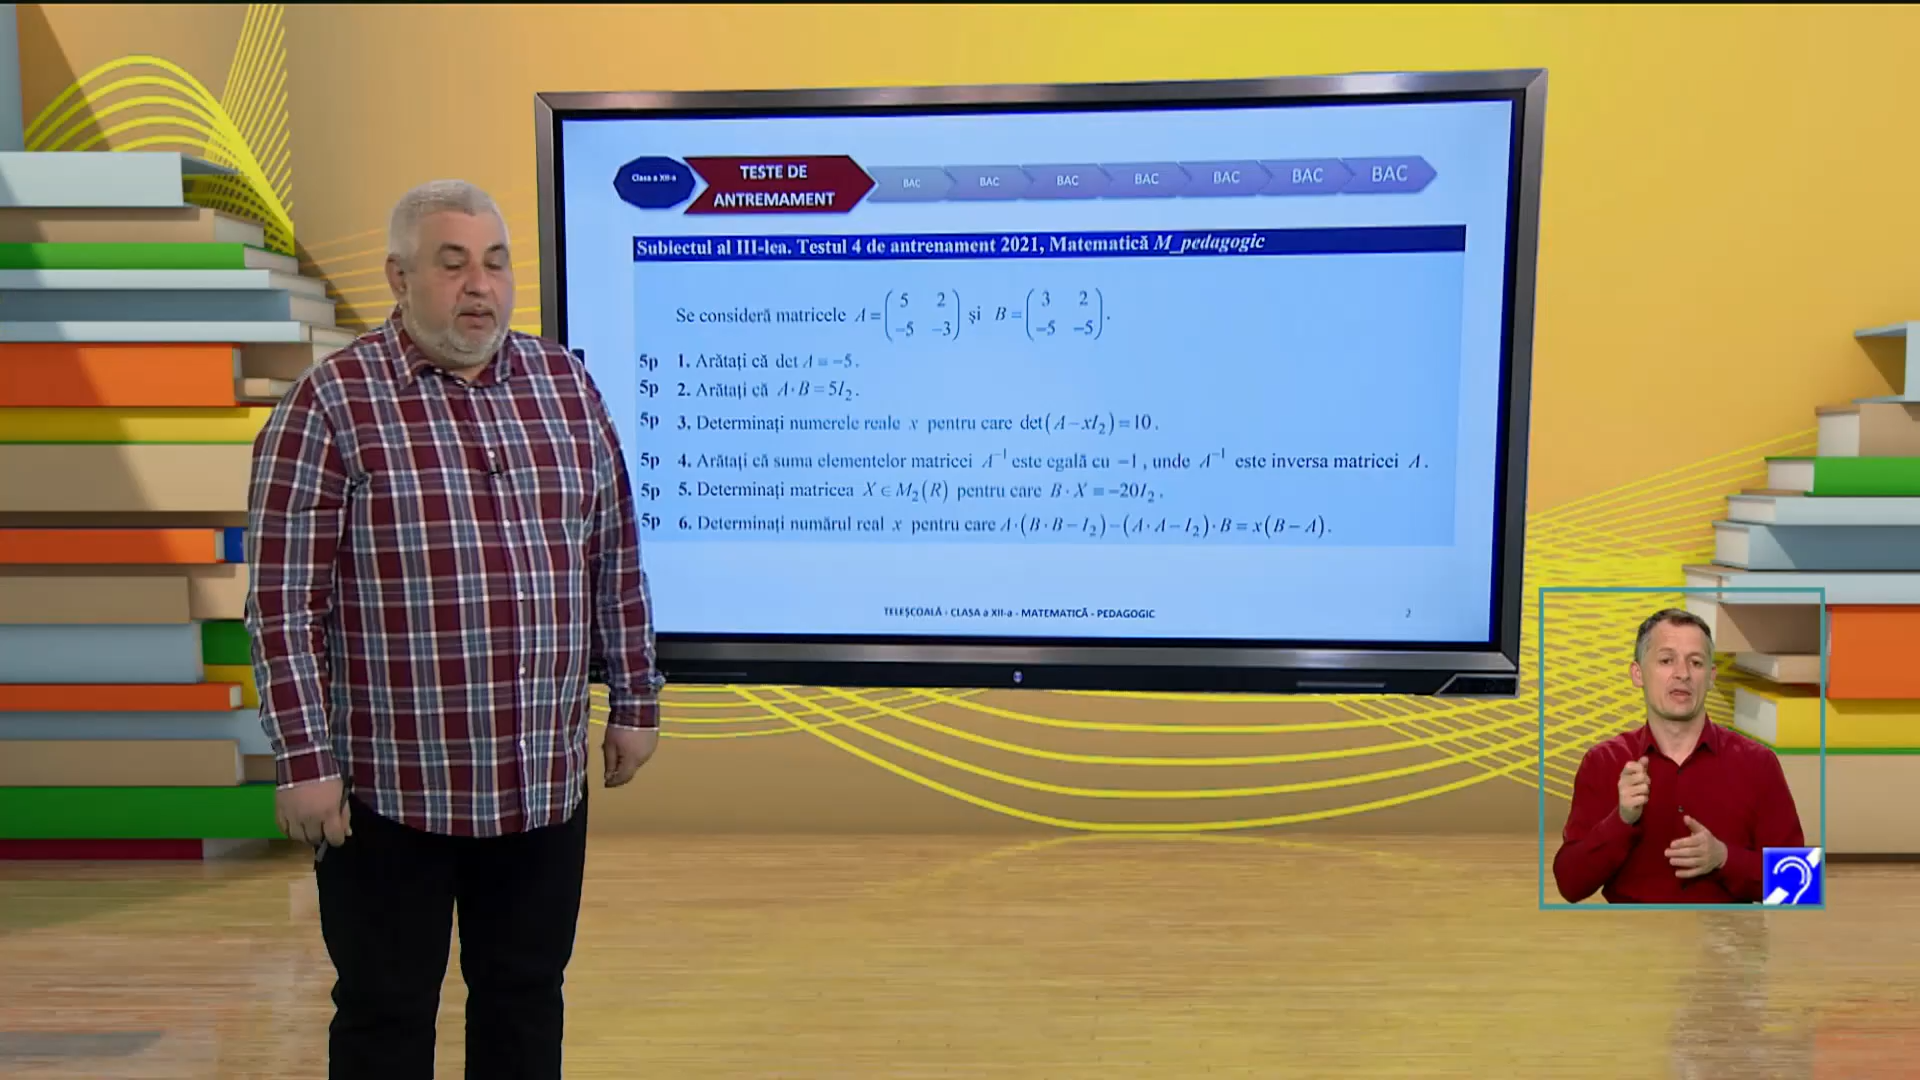 Clasa a XII-a
TESTE DE
ANTREMAMENT
BAC BAC BAC BAC BAC BAC BAC
Subiectul al III-lea. Testul 4 de antrenament 2021, Matematică M_pedagogic
Se consideră matricele A = (5 2 / −5 −3) și B = (3 2 / −5 −5).
5p 1. Arătați că det A = −5.
5p 2. Arătați că A·B = 5I₂.
5p 3. Determinați numerele reale x pentru care det(A − xI₂) = 10.
5p 4. Arătați că suma elementelor matricei A⁻¹ este egală cu −1, unde A⁻¹ este inversa matricei A.
5p 5. Determinați matricea X ∈ M₂(R) pentru care B·X = −20I₂.
5p 6. Determinați numărul real x pentru care A·(B·B − I₂) − (A·A − I₂)·B = x(B − A).
TELEȘCOALĂ - CLASA a XII-a - MATEMATICĂ - PEDAGOGIC 2